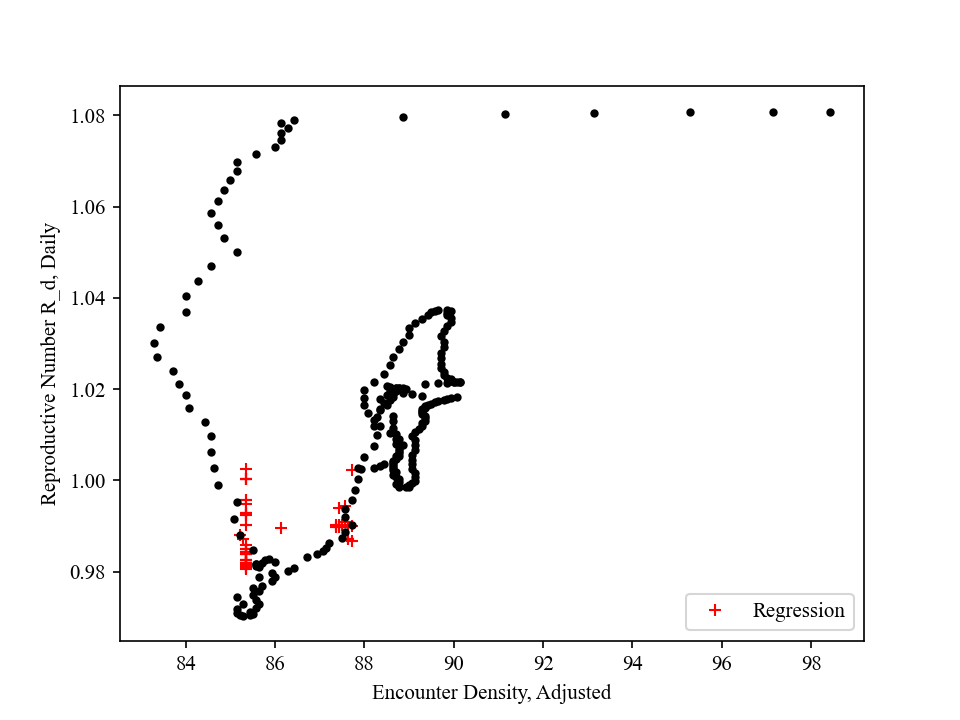 1.08
1.06
1.04
1.02
1.00
0.98
Reproductive Number R_d, Daily
Regression
84 86 88 90 92 94 96 98
Encounter Density, Adjusted